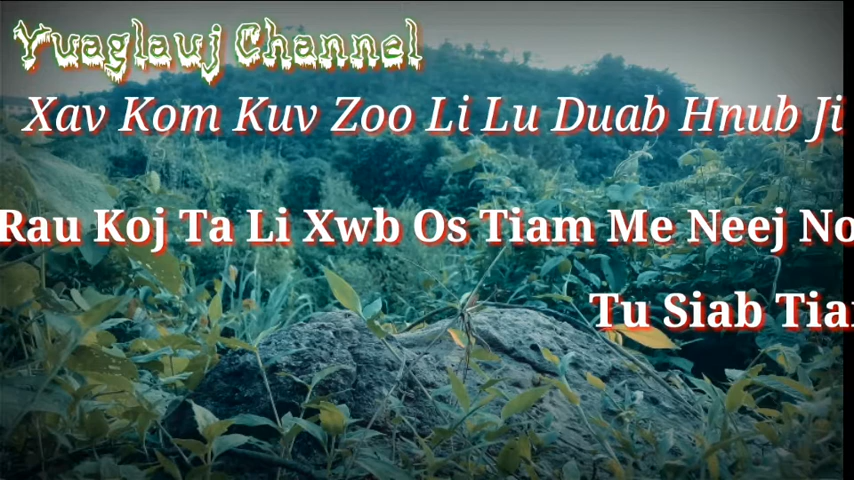 Yuaglauj Channel
Xav Kom Kuv Zoo Li Lu Duab Hnub Ji
Rau Koj Ta Li Xwb Os Tiam Me Neej No
Tu Siab Tiam